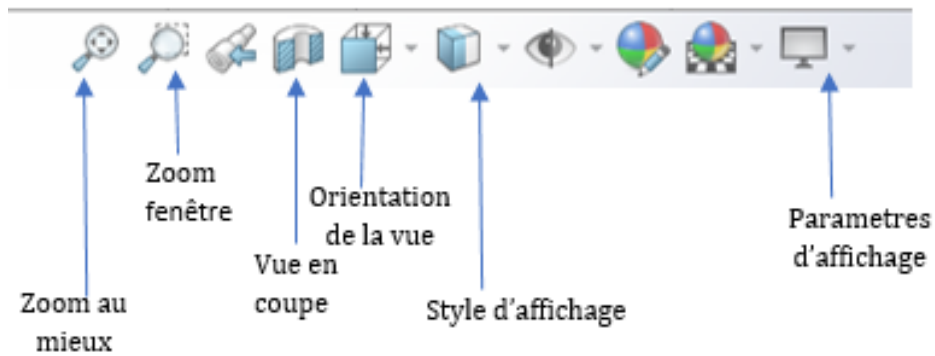 Zoom
fenêtre
Orientation
de la vue
Parametres
d'affichage
Vue en
coupe
Zoom au
mieux
Style d'affichage